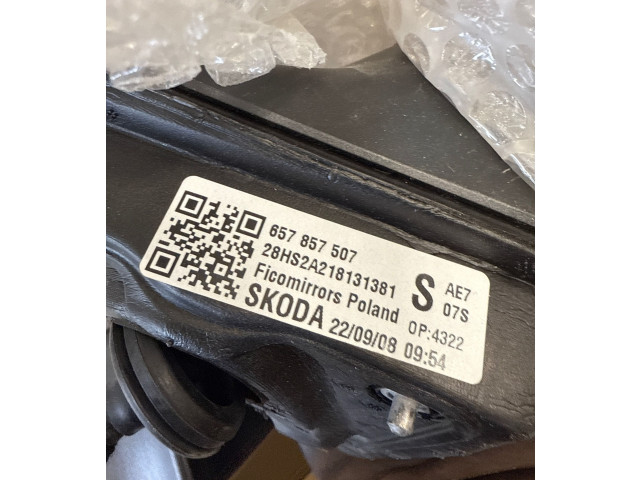 657 857 507
28HS2A218131381
Ficomirrors Poland
SKODA 22/09/08 09:54
S
AE7
07S
OP:4322